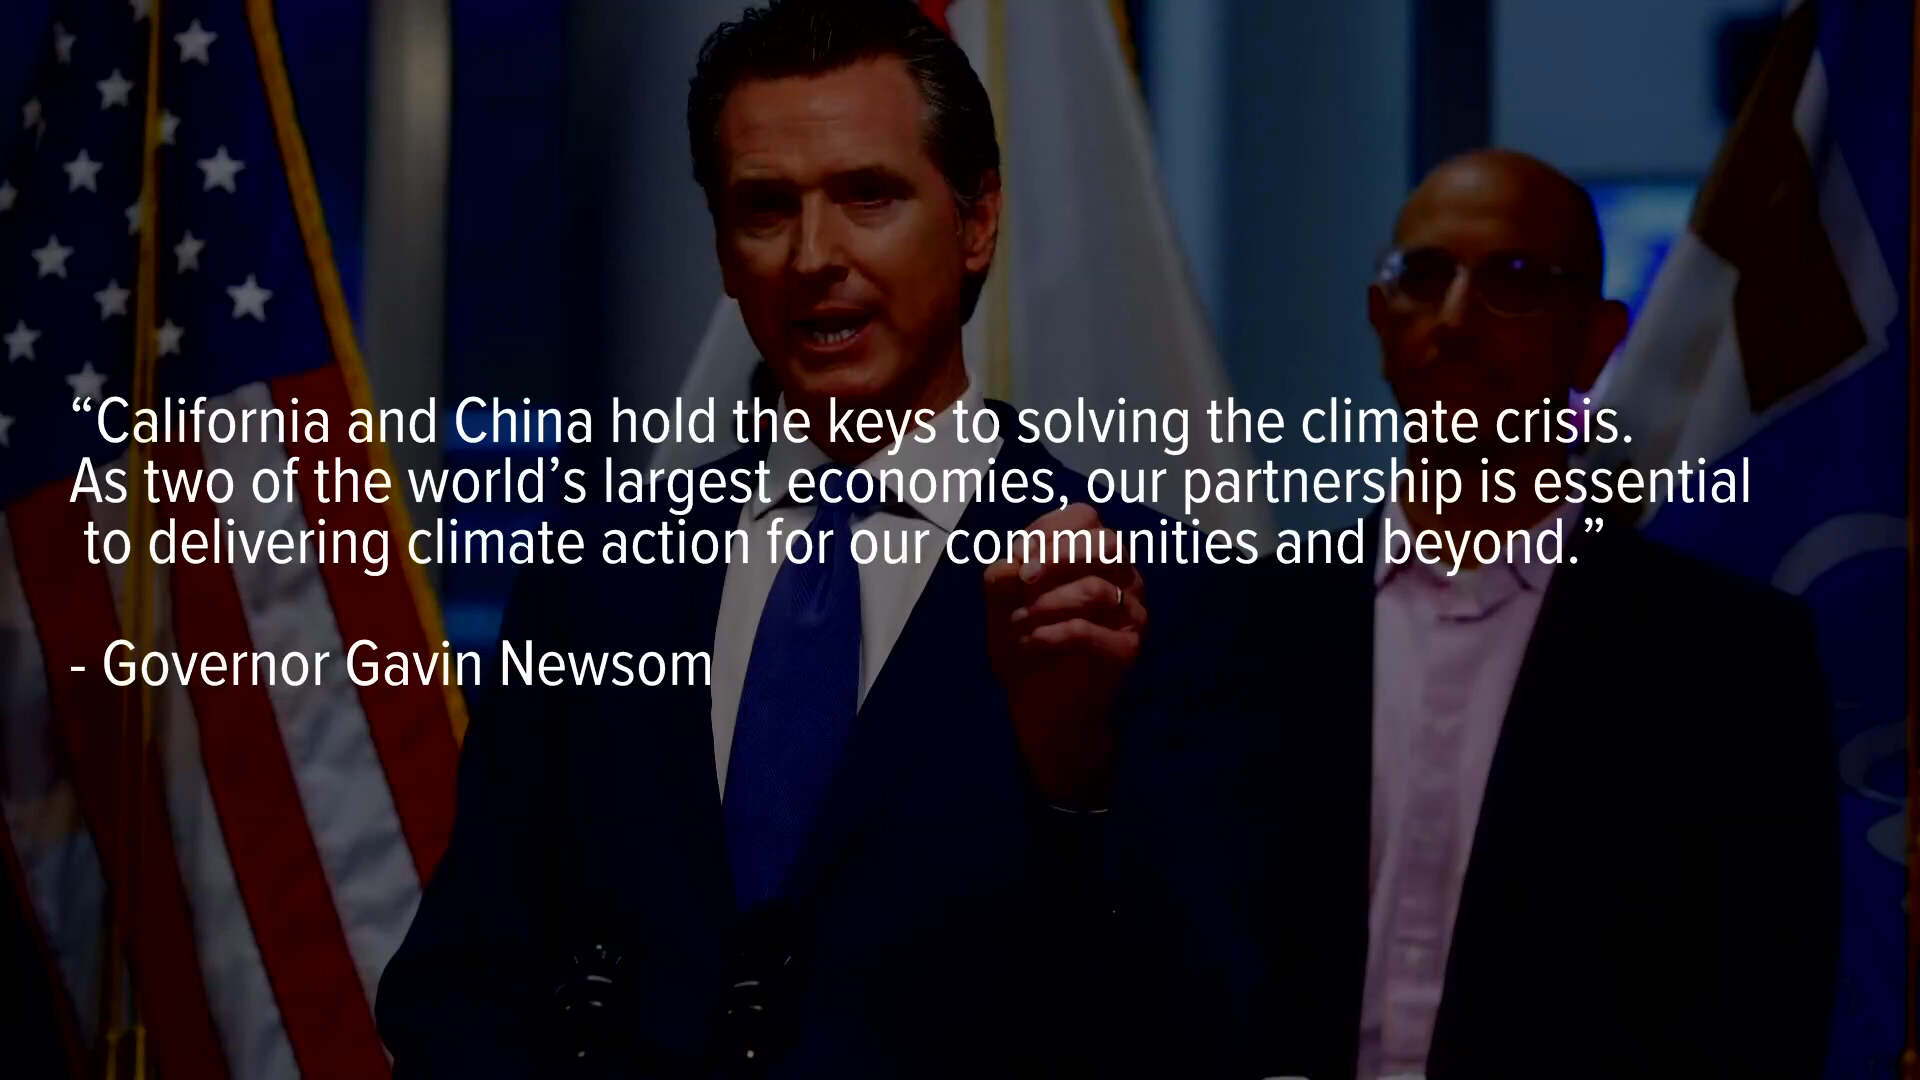 “California and China hold the keys to solving the climate crisis.
As two of the world’s largest economies, our partnership is essential
to delivering climate action for our communities and beyond.”
- Governor Gavin Newsom